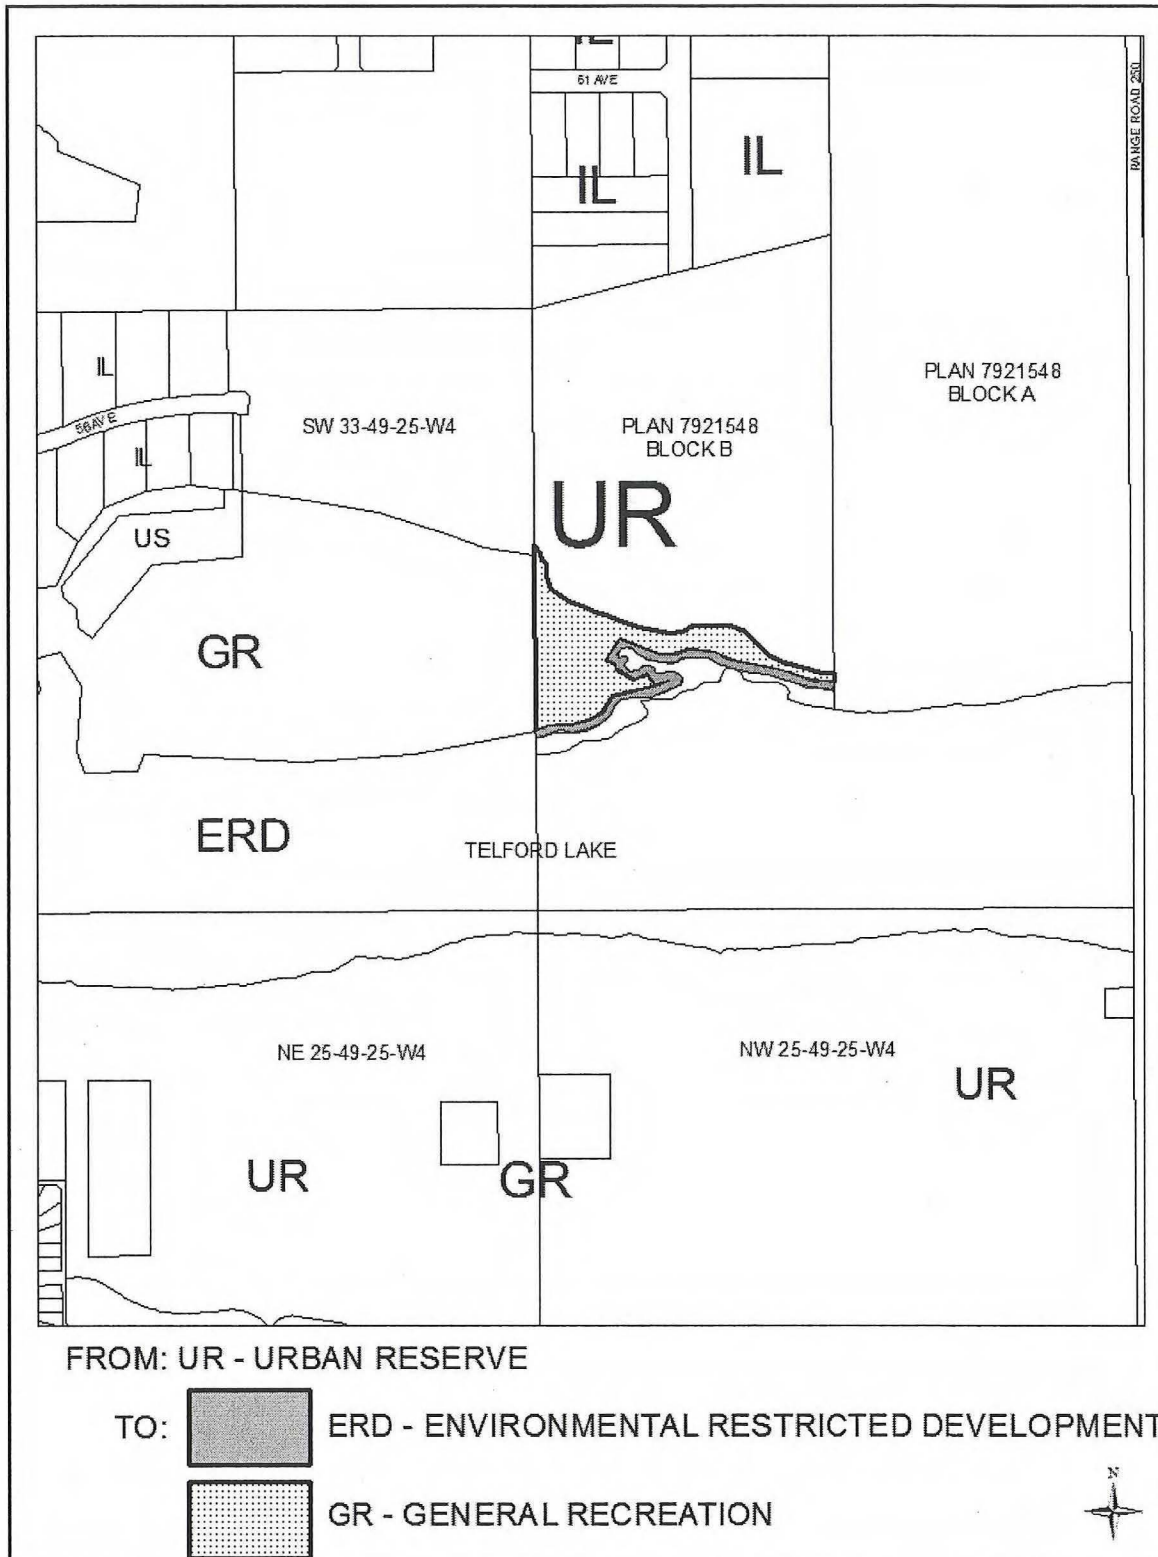 IL
61 AVE
RANGE ROAD 250
IL
IL
IL
56 AVE
IL
SW 33-49-25-W4
PLAN 7921548
BLOCK B
PLAN 7921548
BLOCK A
UR
US
GR
ERD
TELFORD LAKE
NE 25-49-25-W4
NW 25-49-25-W4
UR
UR
GR
FROM: UR - URBAN RESERVE
TO:
ERD - ENVIRONMENTAL RESTRICTED DEVELOPMENT
GR - GENERAL RECREATION
N